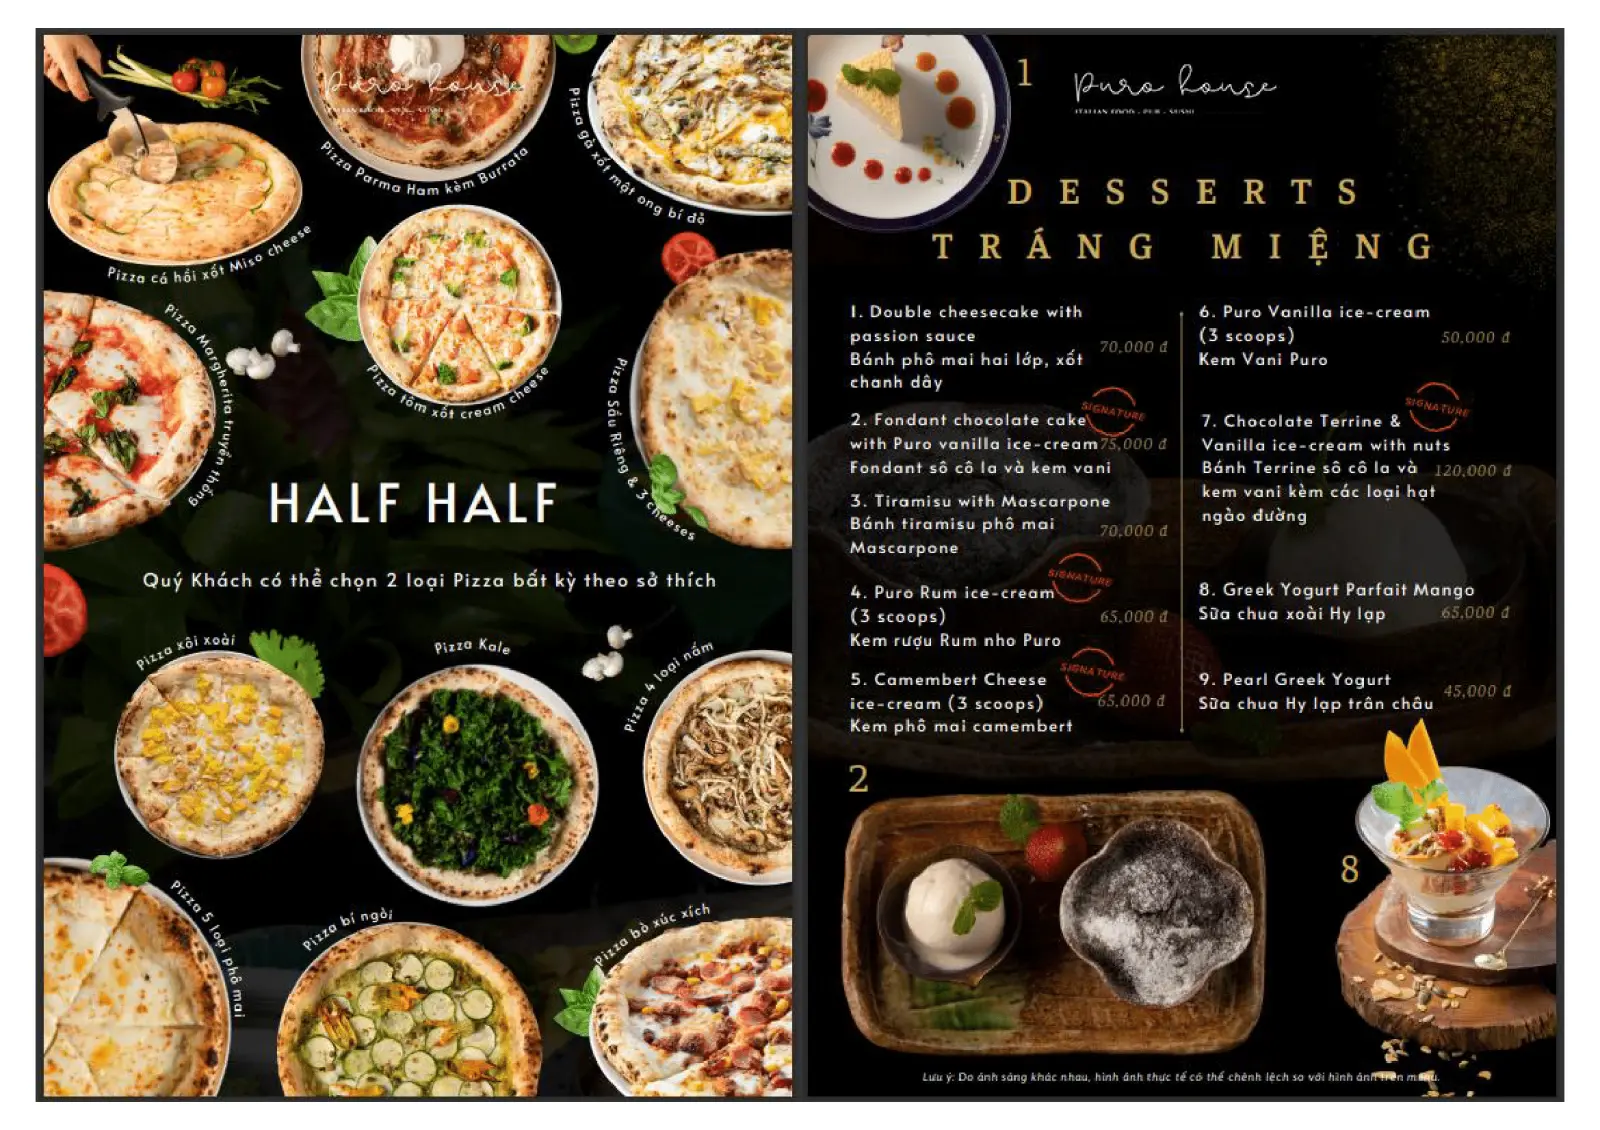 Puro house
ITALIAN FOOD - PUB - SUSHI
Pizza Parma Ham kèm Burrata
Pizza gà xốt mật ong bí đỏ
Pizza cá hồi xốt Miso cheese
Pizza Margherita truyền thống
Pizza tôm xốt cream cheese
Pizza Sầu Riêng & 3 cheeses
HALF HALF
Quý Khách có thể chọn 2 loại Pizza bất kỳ theo sở thích
Pizza xôi xoài
Pizza Kale
Pizza 4 loại nấm
Pizza 5 loại phô mai
Pizza bí ngòi
Pizza bò xúc xích
1
Puro house
ITALIAN FOOD - PUB - SUSHI
DESSERTS
TRÁNG MIỆNG
1. Double cheesecake with
passion sauce
70,000 đ
Bánh phô mai hai lớp, xốt
chanh dây
SIGNATURE
2. Fondant chocolate cake
with Puro vanilla ice-cream 75,000 đ
Fondant sô cô la và kem vani
3. Tiramisu with Mascarpone
Bánh tiramisu phô mai
70,000 đ
Mascarpone
SIGNATURE
4. Puro Rum ice-cream
(3 scoops)
65,000 đ
Kem rượu Rum nho Puro
SIGNATURE
5. Camembert Cheese
ice-cream (3 scoops)
65,000 đ
Kem phô mai camembert
6. Puro Vanilla ice-cream
(3 scoops)
50,000 đ
Kem Vani Puro
SIGNATURE
7. Chocolate Terrine &
Vanilla ice-cream with nuts
Bánh Terrine sô cô la và
120,000 đ
kem vani kèm các loại hạt
ngào đường
8. Greek Yogurt Parfait Mango
Sữa chua xoài Hy lạp
65,000 đ
9. Pearl Greek Yogurt
45,000 đ
Sữa chua Hy lạp trân châu
2
8
Lưu ý: Do ánh sáng khác nhau, hình ảnh thực tế có thể chênh lệch so với hình ảnh trên menu.